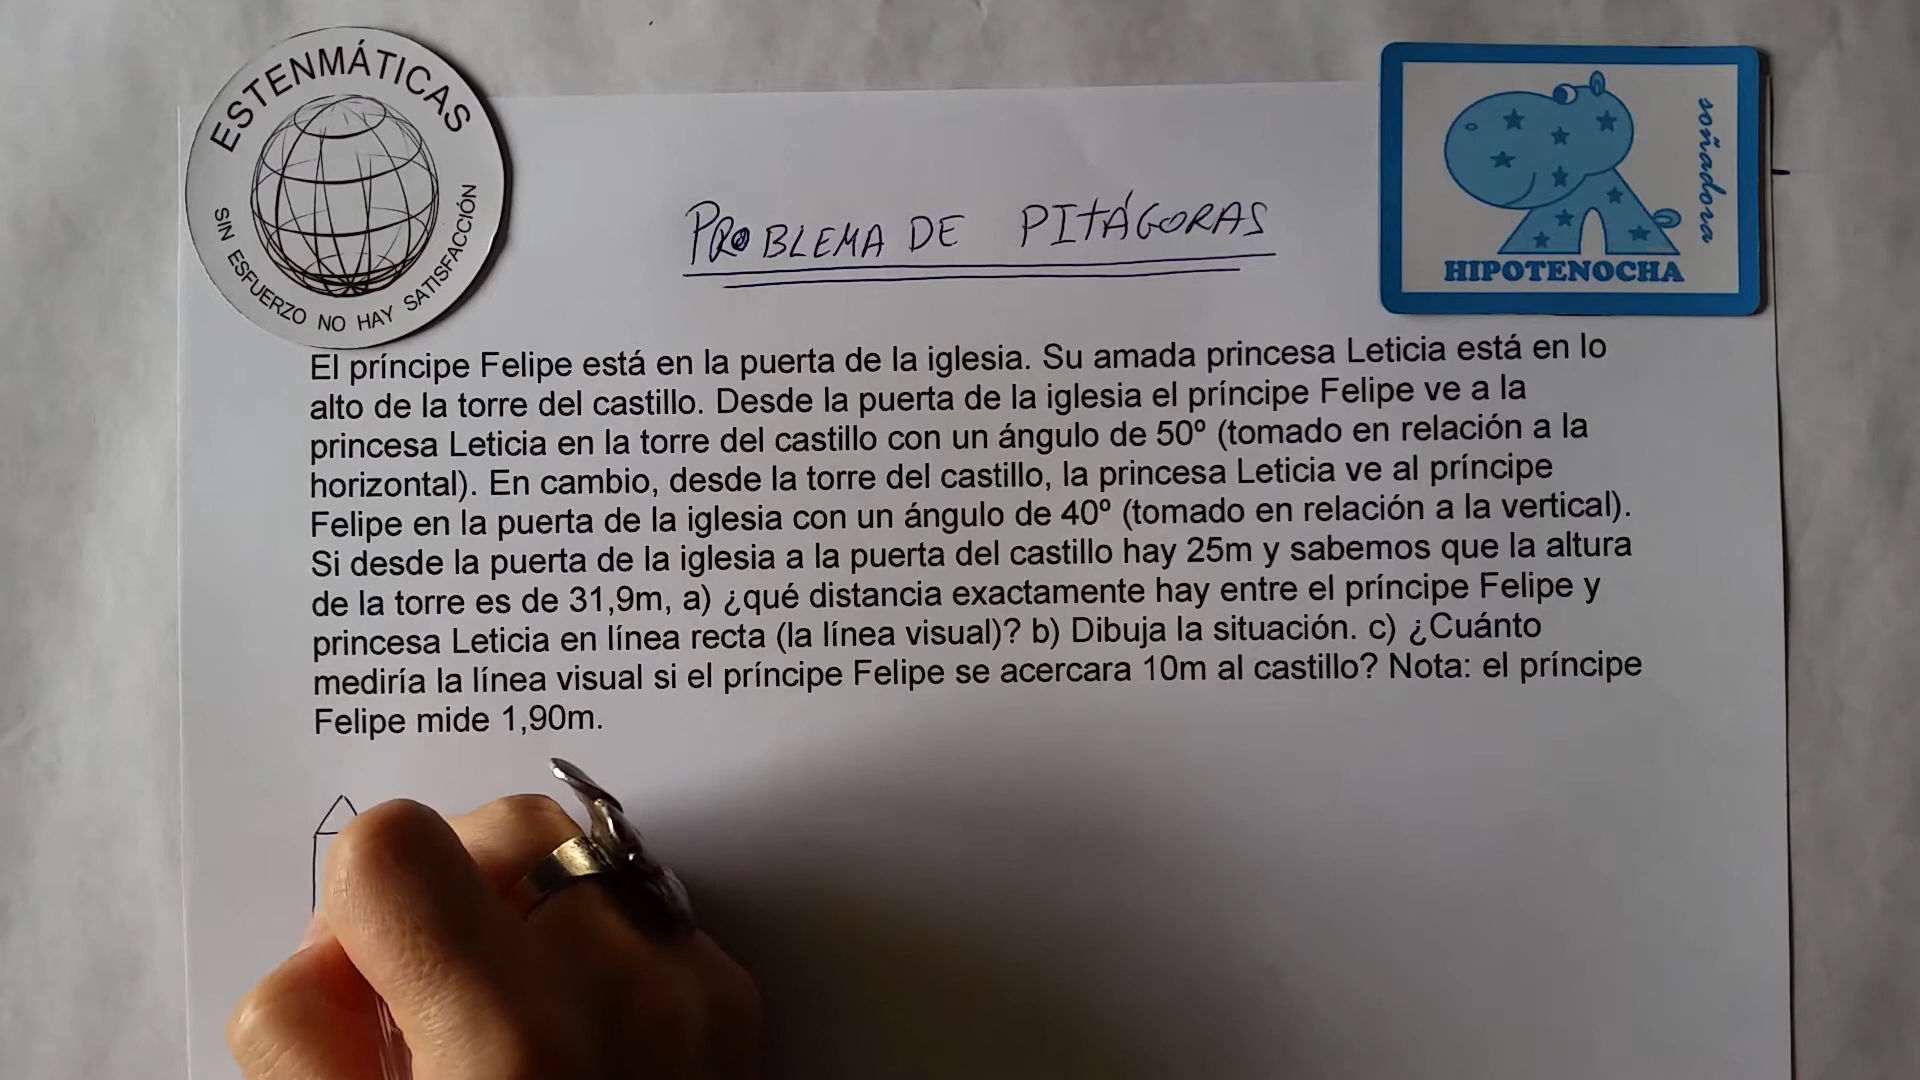 ESTENMÁTICAS
SIN ESFUERZO NO HAY SATISFACCIÓN
soñadora
HIPOTENOCHA
PROBLEMA DE PITÁGORAS
El príncipe Felipe está en la puerta de la iglesia. Su amada princesa Leticia está en lo
alto de la torre del castillo. Desde la puerta de la iglesia el príncipe Felipe ve a la
princesa Leticia en la torre del castillo con un ángulo de 50º (tomado en relación a la
horizontal). En cambio, desde la torre del castillo, la princesa Leticia ve al príncipe
Felipe en la puerta de la iglesia con un ángulo de 40º (tomado en relación a la vertical).
Si desde la puerta de la iglesia a la puerta del castillo hay 25m y sabemos que la altura
de la torre es de 31,9m, a) ¿qué distancia exactamente hay entre el príncipe Felipe y
princesa Leticia en línea recta (la línea visual)? b) Dibuja la situación. c) ¿Cuánto
mediría la línea visual si el príncipe Felipe se acercara 10m al castillo? Nota: el príncipe
Felipe mide 1,90m.